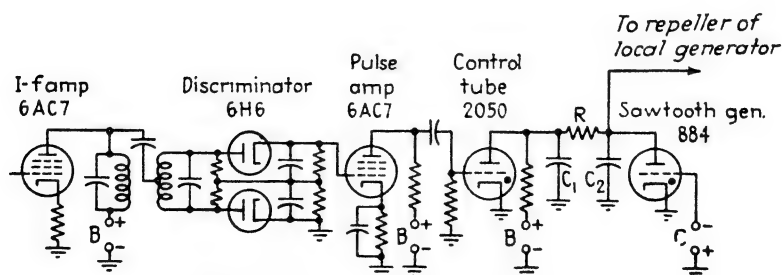 To repeller of
local generator
I-f amp
6AC7
Discriminator
6H6
Pulse
amp
6AC7
Control
tube
2050
R
Sawtooth gen.
884
C1
C2
B
+
-
B
+
-
B
+
-
C
-
+